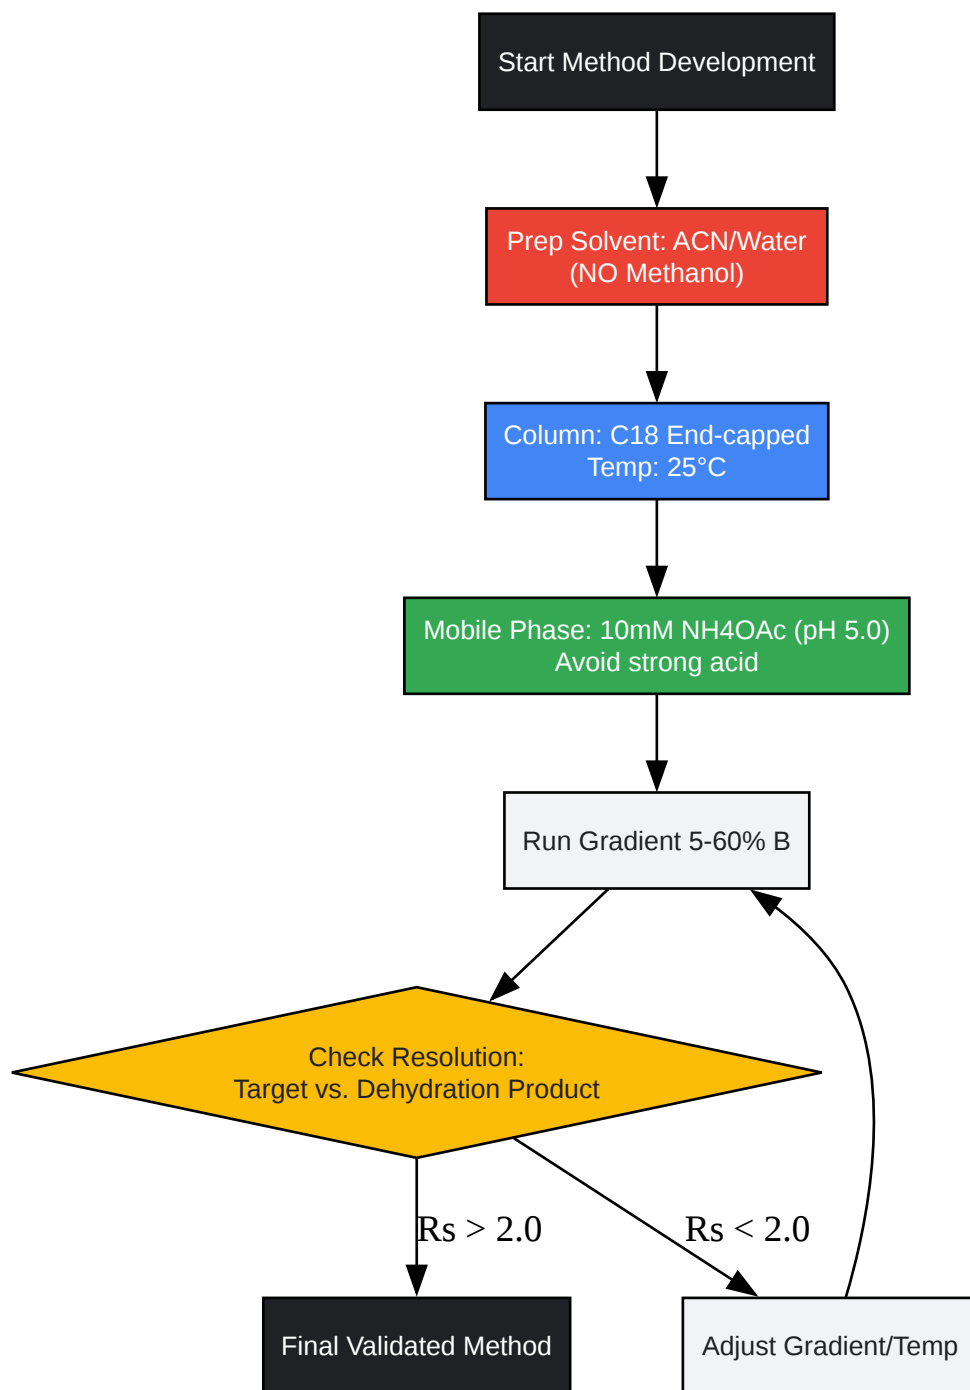 Start Method Development
Prep Solvent: ACN/Water
(NO Methanol)
Column: C18 End-capped
Temp: 25°C
Mobile Phase: 10mM NH4OAc (pH 5.0)
Avoid strong acid
Run Gradient 5-60% B
Check Resolution:
Target vs. Dehydration Product
Rs > 2.0
Rs < 2.0
Final Validated Method
Adjust Gradient/Temp